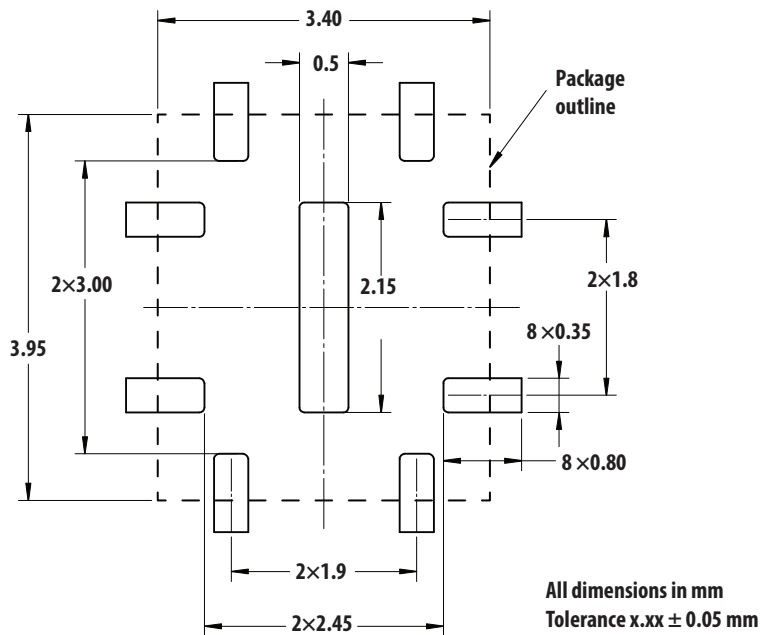 3.40
0.5
Package
outline
2×3.00
2.15
2×1.8
3.95
8 ×0.35
8 ×0.80
2×1.9
2×2.45
All dimensions in mm
Tolerance x.xx ± 0.05 mm